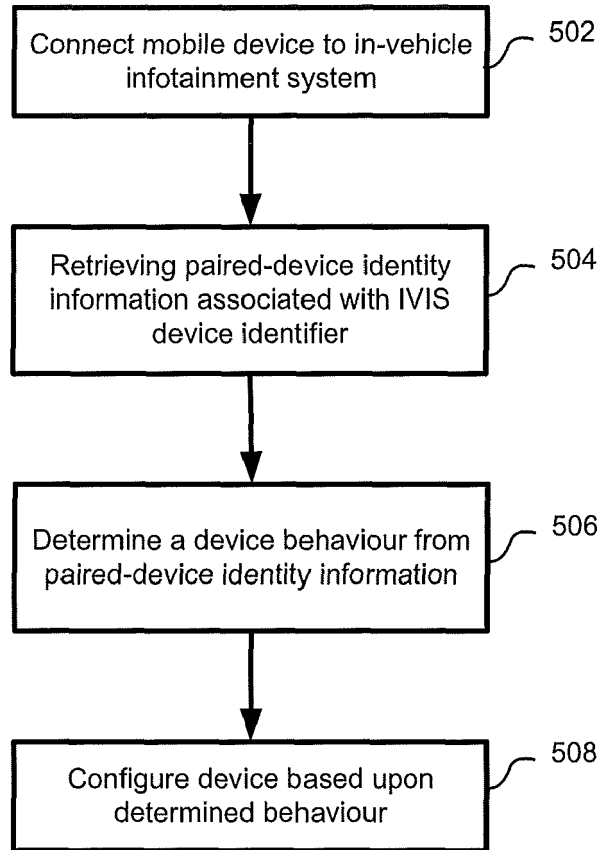 Connect mobile device to in-vehicle
infotainment system
502
Retrieving paired-device identity
information associated with IVIS
device identifier
504
Determine a device behaviour from
paired-device identity information
506
Configure device based upon
determined behaviour
508